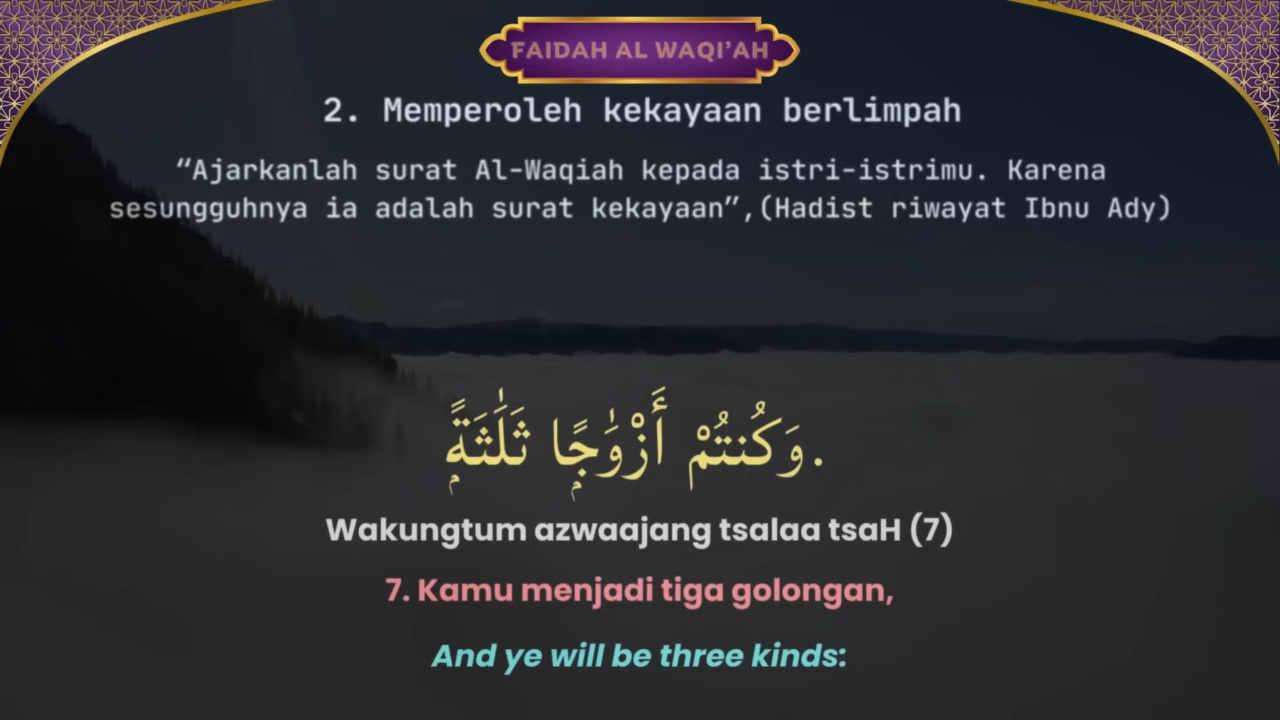 FAIDAH AL WAQI'AH
2. Memperoleh kekayaan berlimpah
“Ajarkanlah surat Al-Waqiah kepada istri-istrimu. Karena
sesungguhnya ia adalah surat kekayaan”,(Hadist riwayat Ibnu Ady)
وَكُنتُمْ أَزْوَٰجًۭا ثَلَٰثَةًۭ.
Wakungtum azwaajang tsalaa tsaH (7)
7. Kamu menjadi tiga golongan,
And ye will be three kinds: